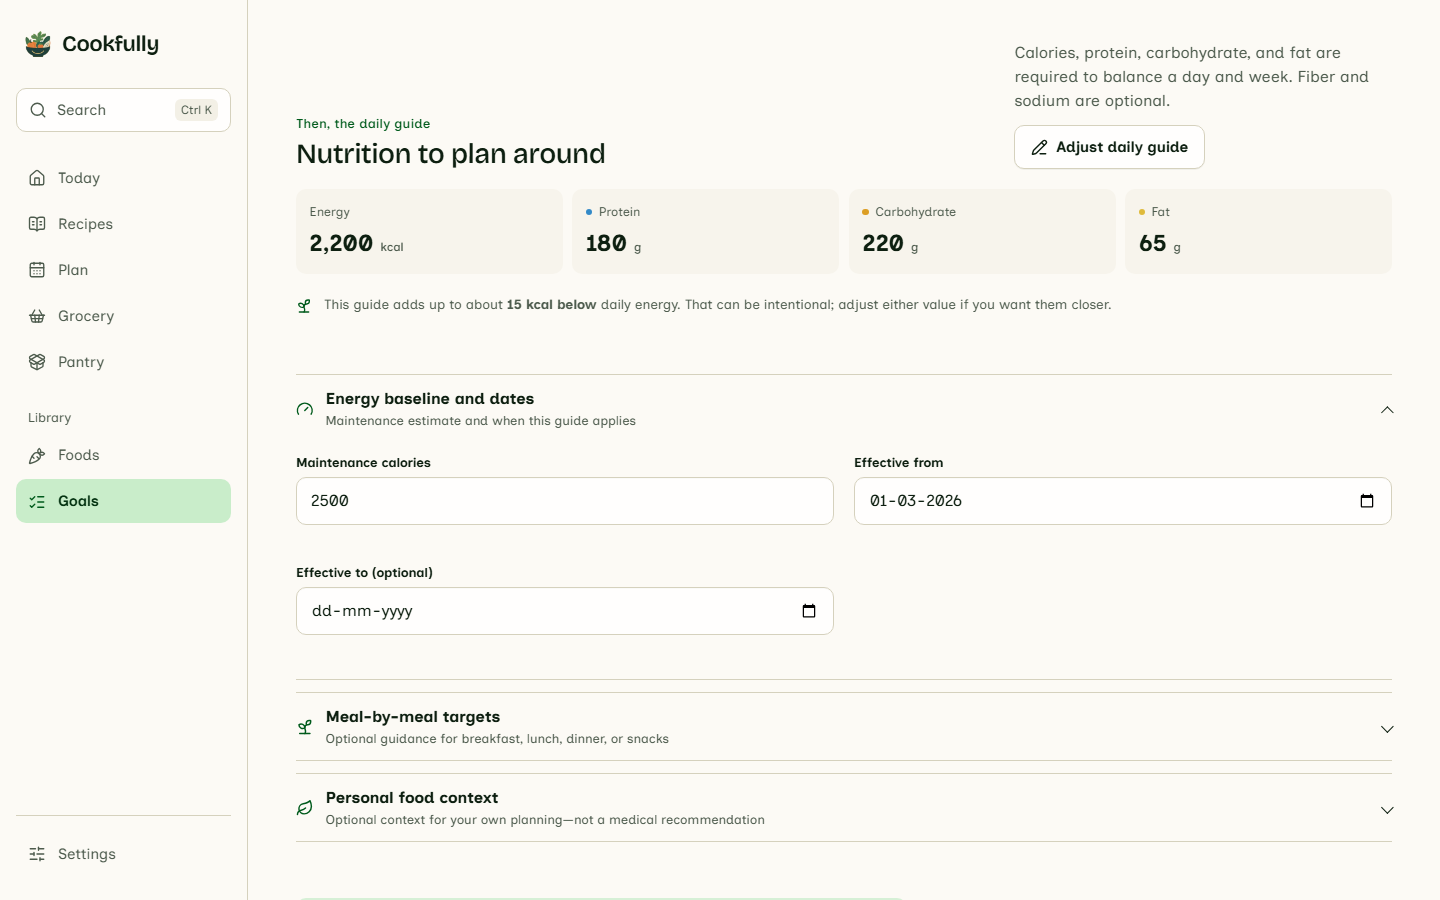 Cookfully
Search
Ctrl K
Today
Recipes
Plan
Grocery
Pantry
Library
Foods
Goals
Settings
Calories, protein, carbohydrate, and fat are
required to balance a day and week. Fiber and
sodium are optional.
Then, the daily guide
Nutrition to plan around
Adjust daily guide
Energy
2,200 kcal
Protein
180 g
Carbohydrate
220 g
Fat
65 g
This guide adds up to about 15 kcal below daily energy. That can be intentional; adjust either value if you want them closer.
Energy baseline and dates
Maintenance estimate and when this guide applies
Maintenance calories
2500
Effective from
01-03-2026
Effective to (optional)
dd-mm-yyyy
Meal-by-meal targets
Optional guidance for breakfast, lunch, dinner, or snacks
Personal food context
Optional context for your own planning—not a medical recommendation